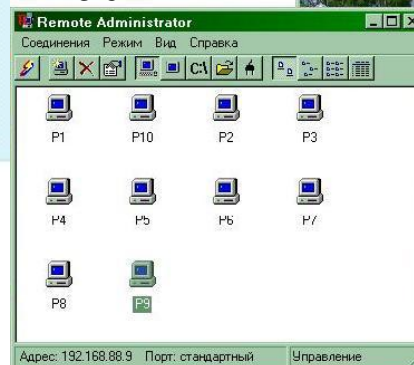 Remote Administrator
Соединения Режим Вид Справка
C:\
P1 P10 P2 P3
P4 P5 P6 P7
P8 P9
Адрес: 192.168.88.9 Порт: стандартный Управление